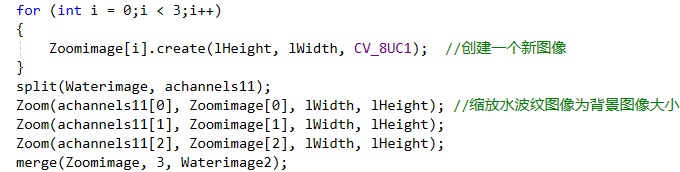 for (int i = 0;i < 3;i++)
{
    Zoomimage[i].create(lHeight, lWidth, CV_8UC1);  //创建一个新图像
}
split(Waterimage, achannels11);
Zoom(achannels11[0], Zoomimage[0], lWidth, lHeight); //缩放水波纹图像为背景图像大小
Zoom(achannels11[1], Zoomimage[1], lWidth, lHeight);
Zoom(achannels11[2], Zoomimage[2], lWidth, lHeight);
merge(Zoomimage, 3, Waterimage2);